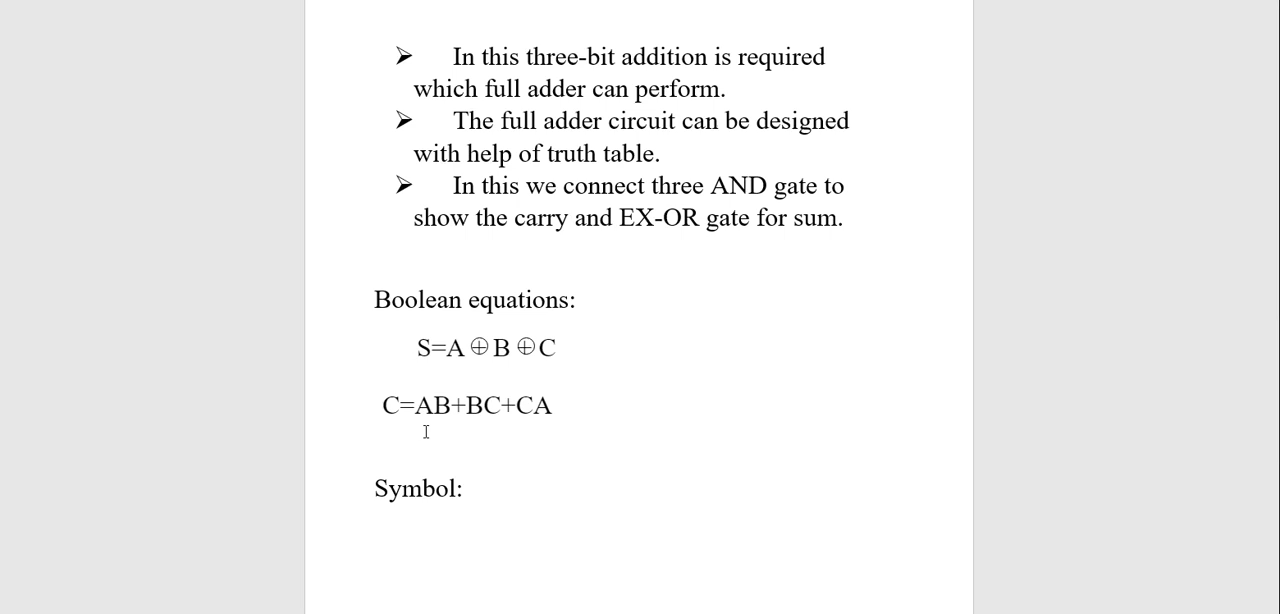 ➢ In this three-bit addition is required
which full adder can perform.
➢ The full adder circuit can be designed
with help of truth table.
➢ In this we connect three AND gate to
show the carry and EX-OR gate for sum.
Boolean equations:
S=A⊕B⊕C
C=AB+BC+CA
Symbol: